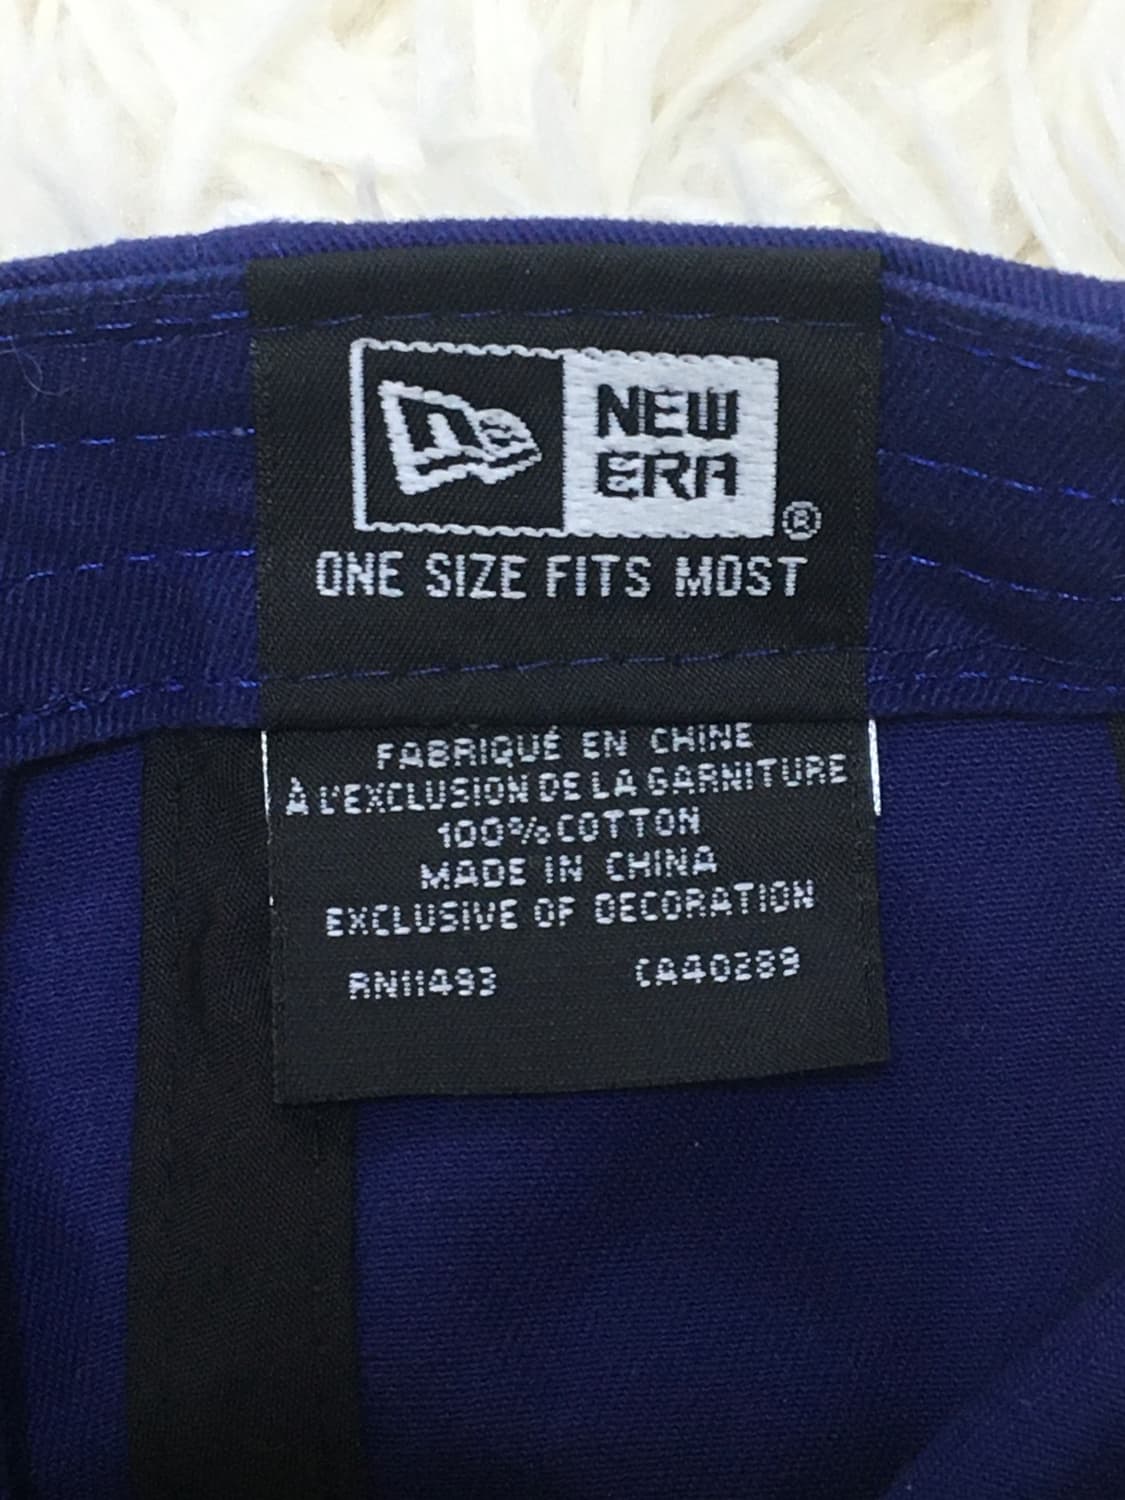 NEW
ERA
®
ONE SIZE FITS MOST
FABRIQUÉ EN CHINE
À L'EXCLUSION DE LA GARNITURE
100% COTTON
MADE IN CHINA
EXCLUSIVE OF DECORATION
RN11493 CA40289